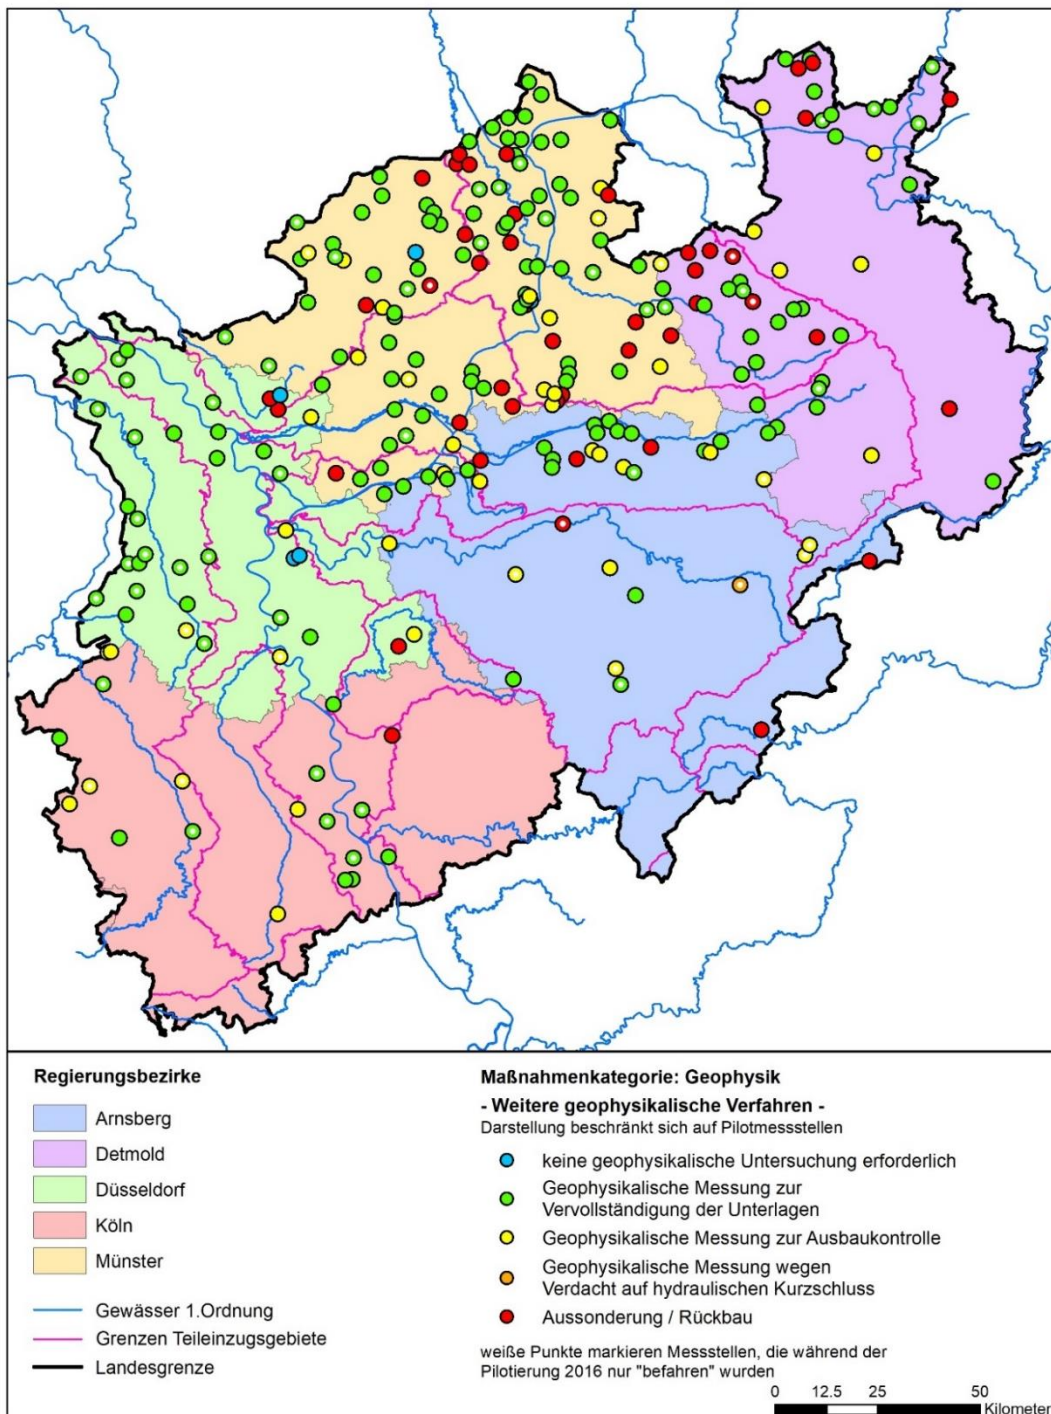 Regierungsbezirke
Arnsberg
Detmold
Düsseldorf
Köln
Münster
Gewässer 1.Ordnung
Grenzen Teileinzugsgebiete
Landesgrenze
Maßnahmenkategorie: Geophysik
- Weitere geophysikalische Verfahren -
Darstellung beschränkt sich auf Pilotmessstellen
keine geophysikalische Untersuchung erforderlich
Geophysikalische Messung zur
Vervollständigung der Unterlagen
Geophysikalische Messung zur Ausbaukontrolle
Geophysikalische Messung wegen
Verdacht auf hydraulischen Kurzschluss
Aussonderung / Rückbau
weiße Punkte markieren Messstellen, die während der
Pilotierung 2016 nur "befahren" wurden
0 12.5 25 50
Kilometer